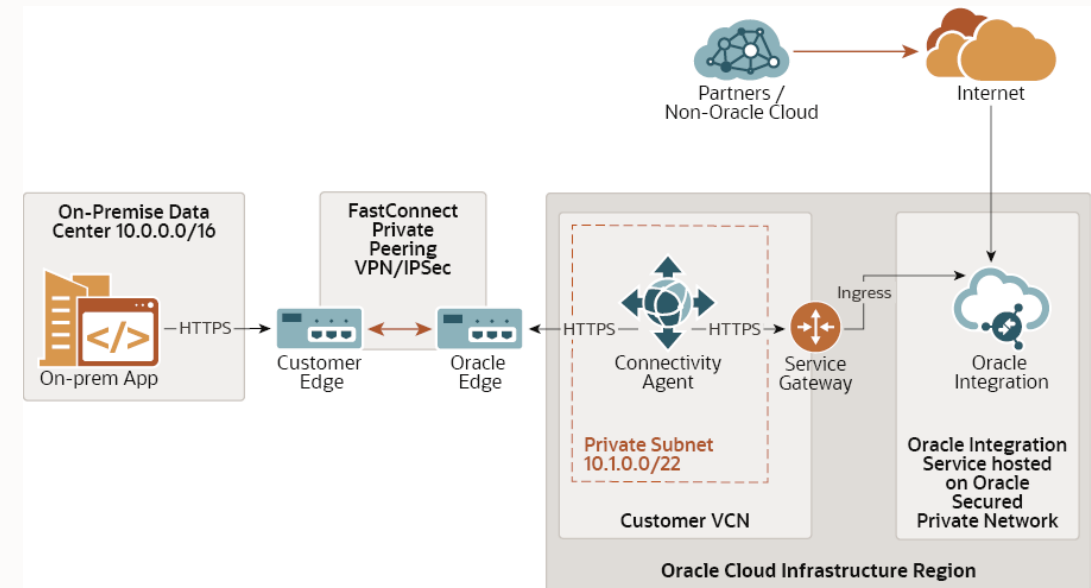 Partners /
Non-Oracle Cloud
Internet
On-Premise Data
Center 10.0.0.0/16
On-prem App
HTTPS
FastConnect
Private
Peering
VPN/IPSec
Customer
Edge
Oracle
Edge
HTTPS
Connectivity
Agent
HTTPS
Private Subnet
10.1.0.0/22
Customer VCN
Service
Gateway
Ingress
Oracle
Integration
Oracle Integration
Service hosted
on Oracle
Secured
Private Network
Oracle Cloud Infrastructure Region